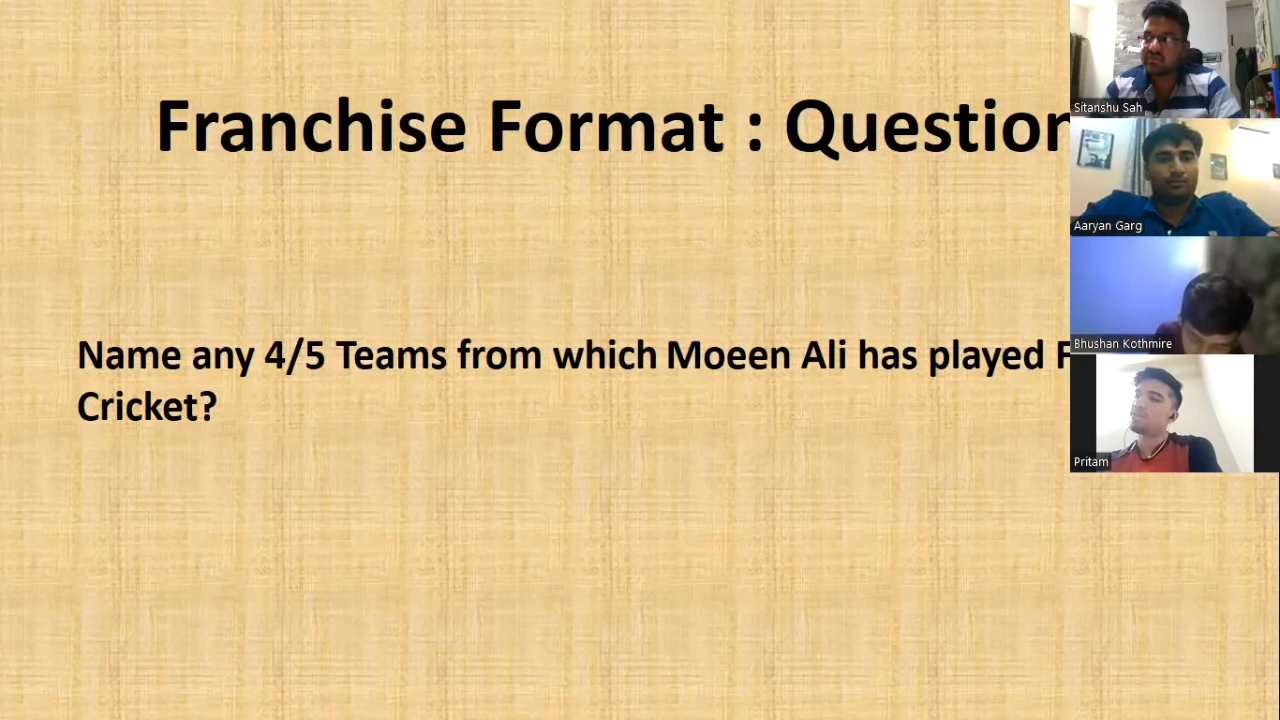 Franchise Format : Question
Name any 4/5 Teams from which Moeen Ali has played
Cricket?
Sitanshu Sah
Aaryan Garg
Bhushan Kothmire
Pritam